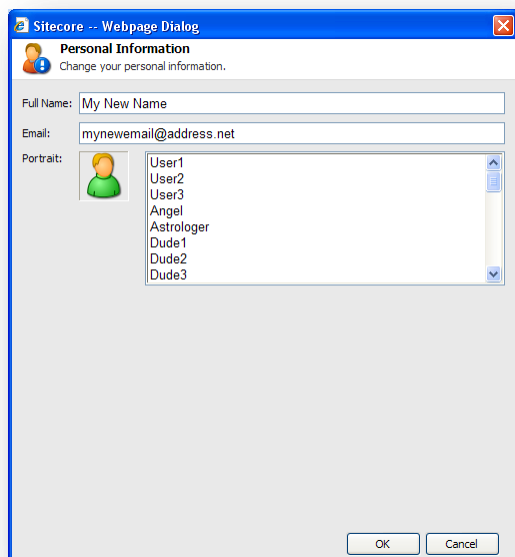 Sitecore -- Webpage Dialog
Personal Information
Change your personal information.
Full Name: My New Name
Email: mynewemail@address.net
Portrait:
User1
User2
User3
Angel
Astrologer
Dude1
Dude2
Dude3
OK Cancel